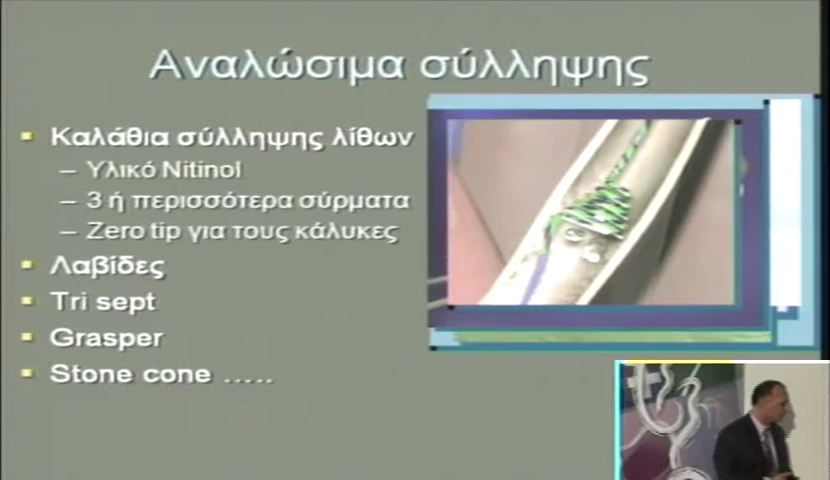 Αναλώσιμα σύλληψης
Καλάθια σύλληψης λίθων
– Υλικό Nitinol
– 3 ή περισσότερα σύρματα
– Zero tip για τους κάλυκες
Λαβίδες
Tri sept
Grasper
Stone cone …..